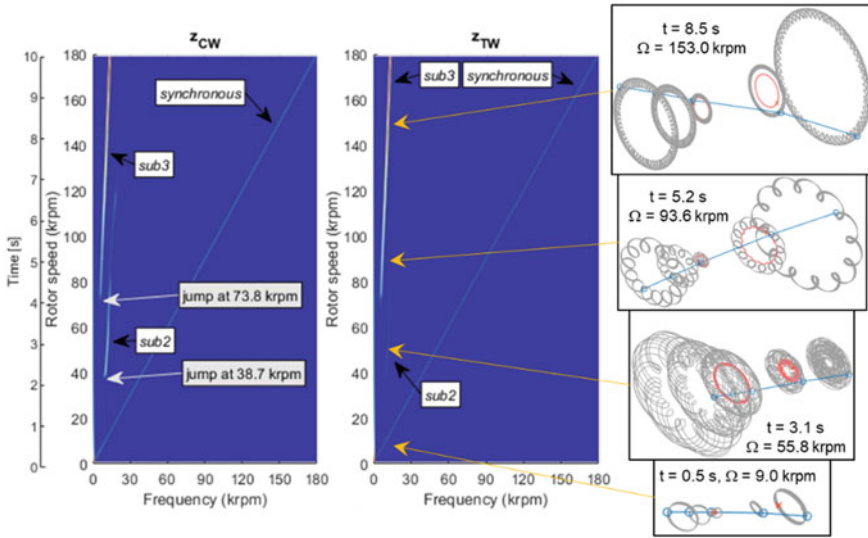 z_CW
z_TW
Time [s]
10
9
8
7
6
5
4
3
2
1
0
Rotor speed (krpm)
180
160
140
120
100
80
60
40
20
0
synchronous
sub3
jump at 73.8 krpm
sub2
jump at 38.7 krpm
0 30 60 90 120 150 180
Frequency (krpm)
Rotor speed (krpm)
180
160
140
120
100
80
60
40
20
0
sub3
synchronous
sub2
0 30 60 90 120 150 180
Frequency (krpm)
t = 8.5 s
Ω = 153.0 krpm
t = 5.2 s
Ω = 93.6 krpm
t = 3.1 s
Ω = 55.8 krpm
t = 0.5 s, Ω = 9.0 krpm